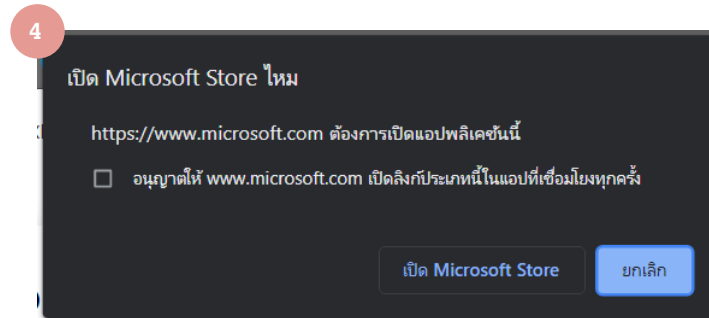 4
เปิด Microsoft Store ไหม
https://www.microsoft.com ต้องการเปิดแอปพลิเคชันนี้
อนุญาตให้ www.microsoft.com เปิดลิงก์ประเภทนี้ในแอปที่เชื่อมโยงทุกครั้ง
เปิด Microsoft Store ยกเลิก